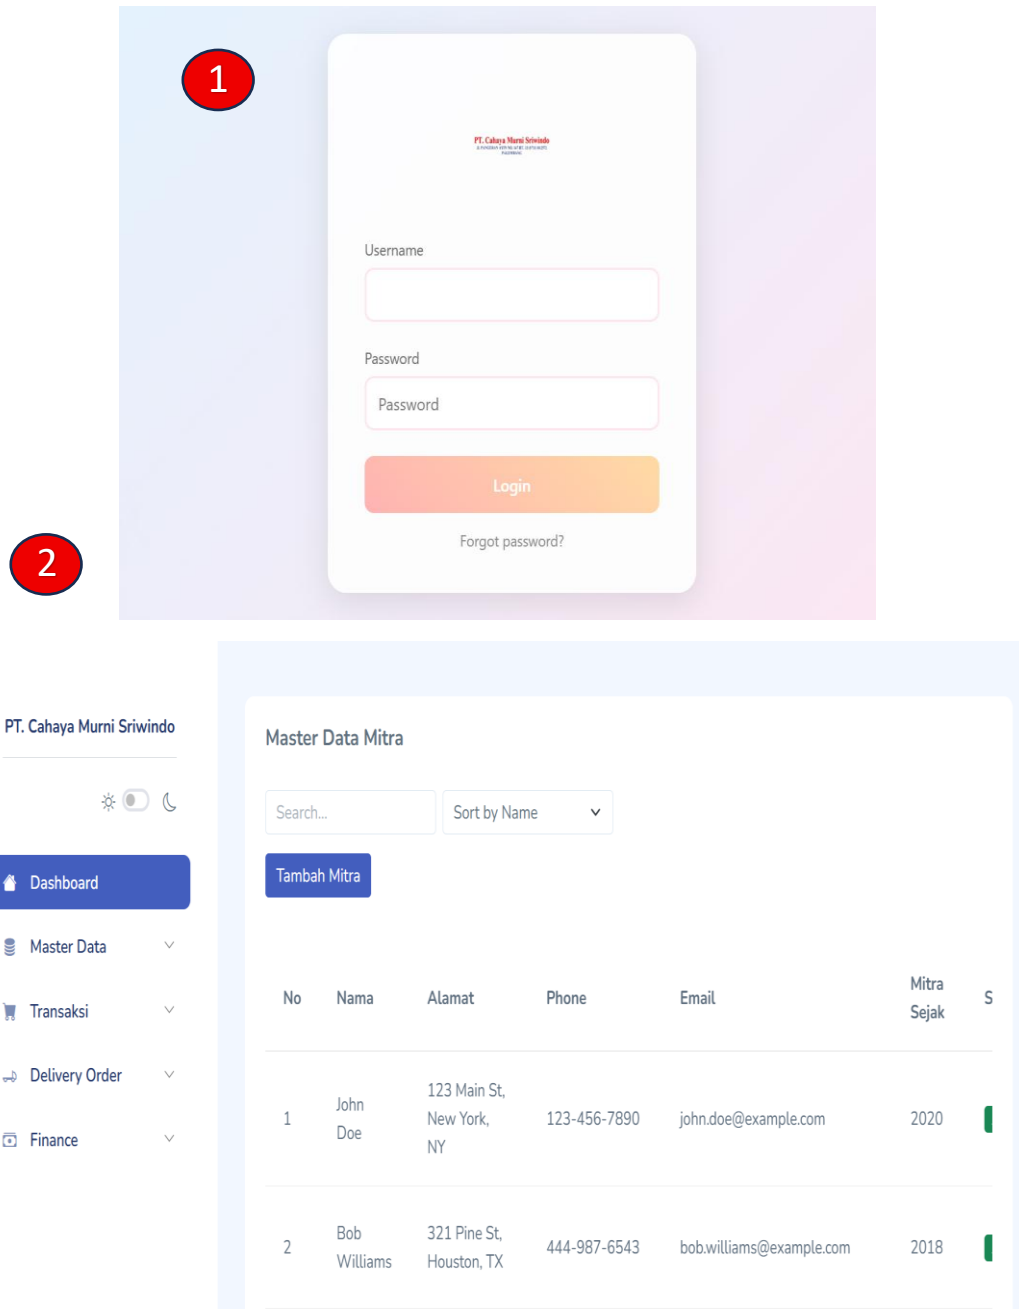 1
PT. Cahaya Murni Sriwindo
Username
Password
Password
Login
Forgot password?
2
PT. Cahaya Murni Sriwindo
Dashboard
Master Data
Transaksi
Delivery Order
Finance
Master Data Mitra
Search...
Sort by Name
Tambah Mitra
No Nama Alamat Phone Email Mitra Sejak S
1 John Doe 123 Main St, New York, NY 123-456-7890 john.doe@example.com 2020
2 Bob Williams 321 Pine St, Houston, TX 444-987-6543 bob.williams@example.com 2018